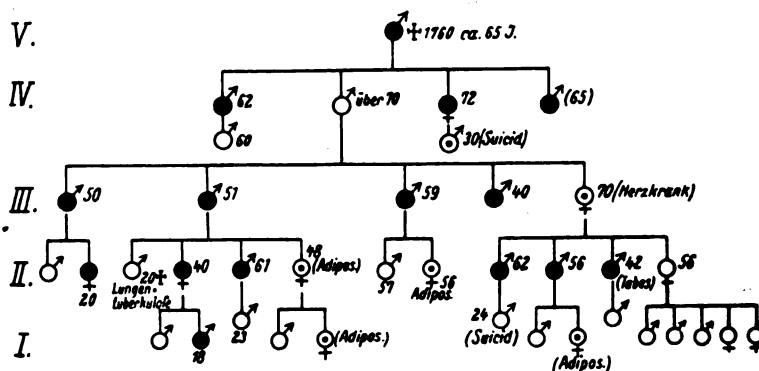 V. † 1760 ca. 65 J.
IV. 62 über 70 72 (65)
60 30 (Suicid)
III. 50 51 59 40 70 (Herzkrank)
48
II. 20† 40 61 (Adipos.) 62 56 42 56
20 Lungen- 57 56 (Tabes)
tuberkulose Adipos.
24
I. 18 23 (Adipos.) (Suicid)
(Adipos.)